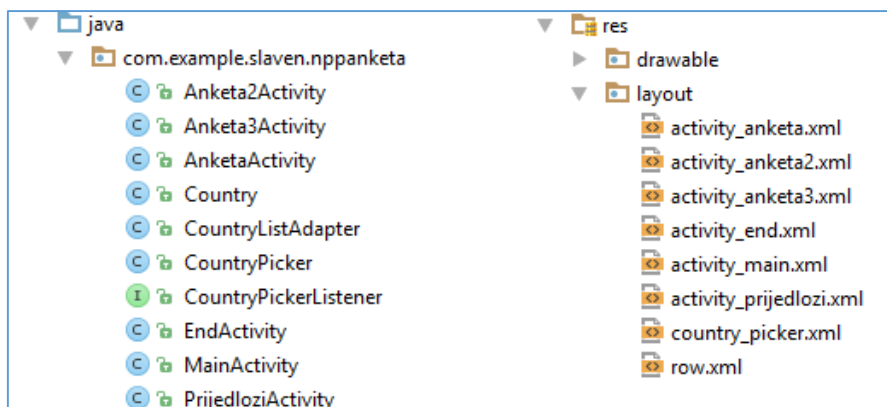 java
com.example.slaven.nppanketa
Anketa2Activity
Anketa3Activity
AnketaActivity
Country
CountryListAdapter
CountryPicker
CountryPickerListener
EndActivity
MainActivity
PrijedloziActivity
res
drawable
layout
activity_anketa.xml
activity_anketa2.xml
activity_anketa3.xml
activity_end.xml
activity_main.xml
activity_prijedlozi.xml
country_picker.xml
row.xml